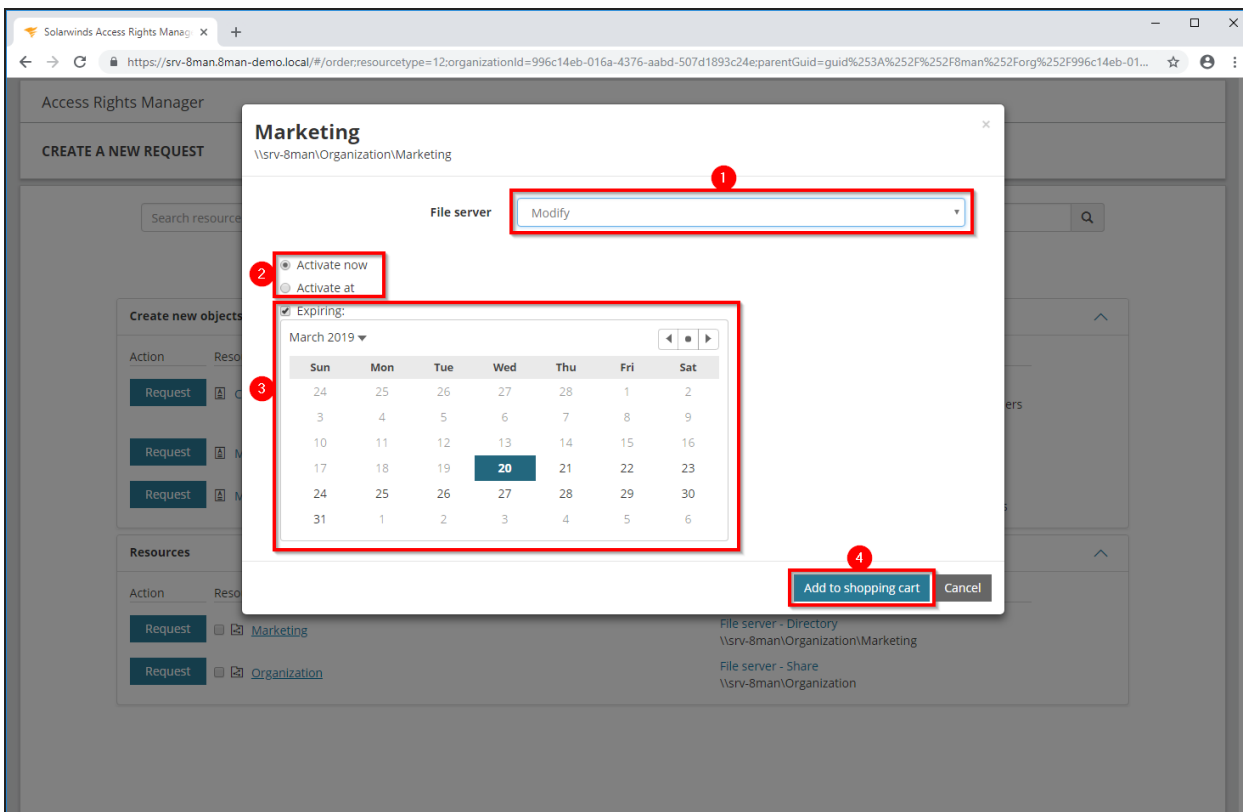 Solarwinds Access Rights Manag
https://srv-8man.8man-demo.local/#/order;resourcetype=12;organizationId=996c14eb-016a-4376-aabd-507d1893c24e;parentGuid=guid%253A%252F%252F8man%252Forg%252F996c14eb-01...
Access Rights Manager
CREATE A NEW REQUEST
Marketing
×
\\srv-8man\Organization\Marketing
1
Search resource
File server Modify
2
Activate now
Activate at
3
Expiring:
March 2019
Sun Mon Tue Wed Thu Fri Sat
24 25 26 27 28 1 2
3 4 5 6 7 8 9
10 11 12 13 14 15 16
17 18 19 20 21 22 23
24 25 26 27 28 29 30
31 1 2 3 4 5 6
4
Add to shopping cart Cancel
Create new objects
Action Reso
Request C
ers
Request M
Request M
s
Resources
Action Reso
Request Marketing File server - Directory
\\srv-8man\Organization\Marketing
Request Organization File server - Share
\\srv-8man\Organization